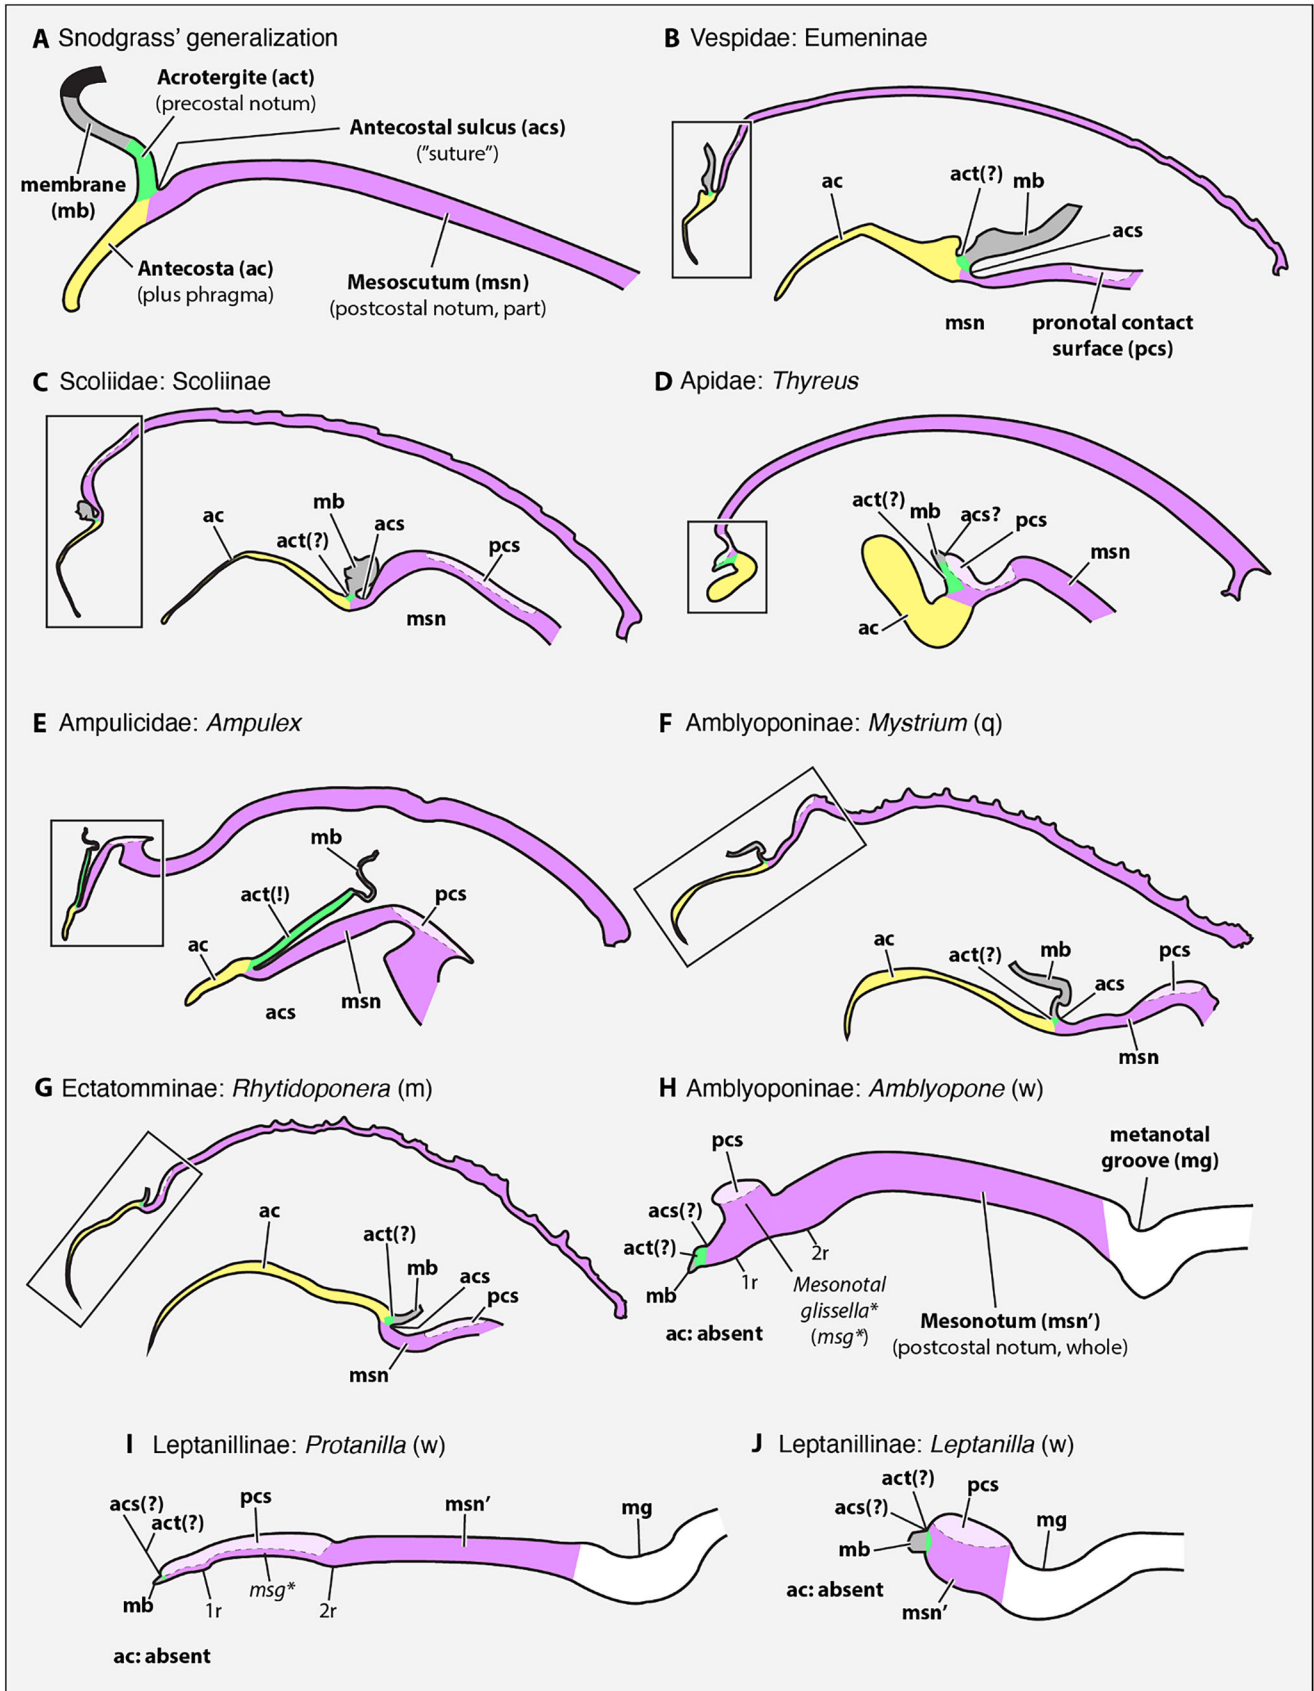 A Snodgrass’ generalization
Acrotergite (act)
(precostal notum)
Antecostal sulcus (acs)
(”suture”)
membrane
(mb)
Antecosta (ac)
(plus phragma)
Mesoscutum (msn)
(postcostal notum, part)
B Vespidae: Eumeninae
ac
act(?)
mb
acs
msn
pronotal contact
surface (pcs)
C Scoliidae: Scoliinae
ac
act(?)
mb
acs
pcs
msn
D Apidae: Thyreus
act(?)
mb
acs?
pcs
msn
ac
E Ampulicidae: Ampulex
mb
act(!)
pcs
ac
msn
acs
F Amblyoponinae: Mystrium (q)
ac
act(?)
mb
acs
pcs
msn
G Ectatomminae: Rhytidoponera (m)
ac
act(?)
mb
acs
pcs
msn
H Amblyoponinae: Amblyopone (w)
pcs
metanotal
groove (mg)
acs(?)
act(?)
mb
1r
2r
Mesonotal
glissella*
(msg*)
ac: absent
Mesonotum (msn’)
(postcostal notum, whole)
I Leptanillinae: Protanilla (w)
acs(?)
act(?)
pcs
msn’
mg
mb
1r
msg*
2r
ac: absent
J Leptanillinae: Leptanilla (w)
act(?)
acs(?)
pcs
mg
mb
ac: absent
msn’